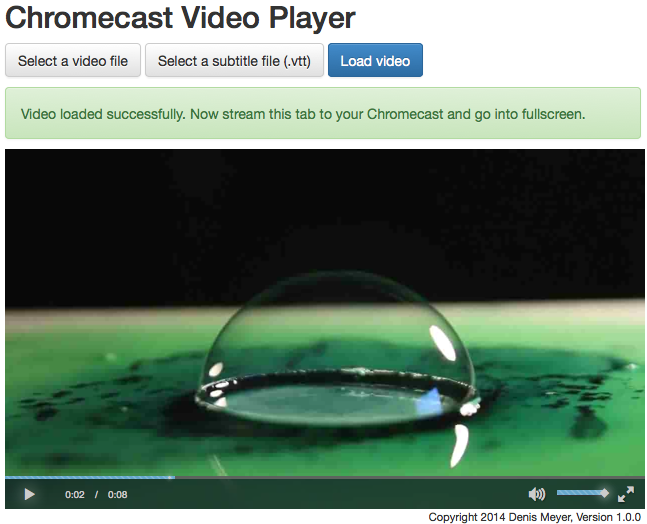 Chromecast Video Player
Select a video file
Select a subtitle file (.vtt)
Load video
Video loaded successfully. Now stream this tab to your Chromecast and go into fullscreen.
0:02 / 0:08
Copyright 2014 Denis Meyer, Version 1.0.0